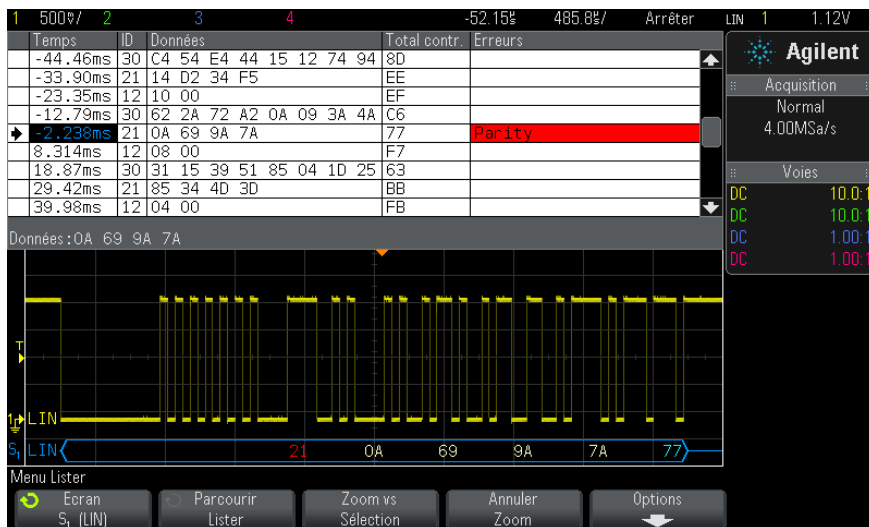 1 500♉/ 2 3 4 -52.15⅟ 485.8⅟/ Arrêter LIN 1 1.12V
Temps ID Données Total contr. Erreurs
-44.46ms 30 C4 54 E4 44 15 12 74 94 8D
-33.90ms 21 14 D2 34 F5 EE
-23.35ms 12 10 00 EF
-12.79ms 30 62 2A 72 A2 0A 09 3A 4A C6
-2.238ms 21 0A 69 9A 7A 77 Parity
8.314ms 12 08 00 F7
18.87ms 30 31 15 39 51 85 04 1D 25 63
29.42ms 21 85 34 4D 3D BB
39.98ms 12 04 00 FB
Données:0A 69 9A 7A
Agilent
Acquisition
Normal
4.00MSa/s
Voies
DC 10.0:1
DC 10.0:1
DC 1.00:1
DC 1.00:1
T
1 LIN
S1 LIN 21 0A 69 9A 7A 77
Menu Lister
Ecran
S1 (LIN)
Parcourir
Lister
Zoom vs
Sélection
Annuler
Zoom
Options